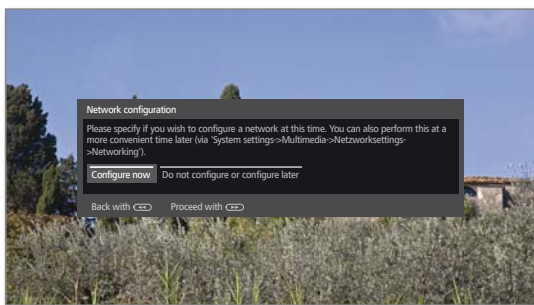 Network configuration
Please specify if you wish to configure a network at this time. You can also perform this at a
more convenient time later (via 'System settings->Multimedia->Netzworksettings-
>Networking').
Configure now Do not configure or configure later
Back with Proceed with